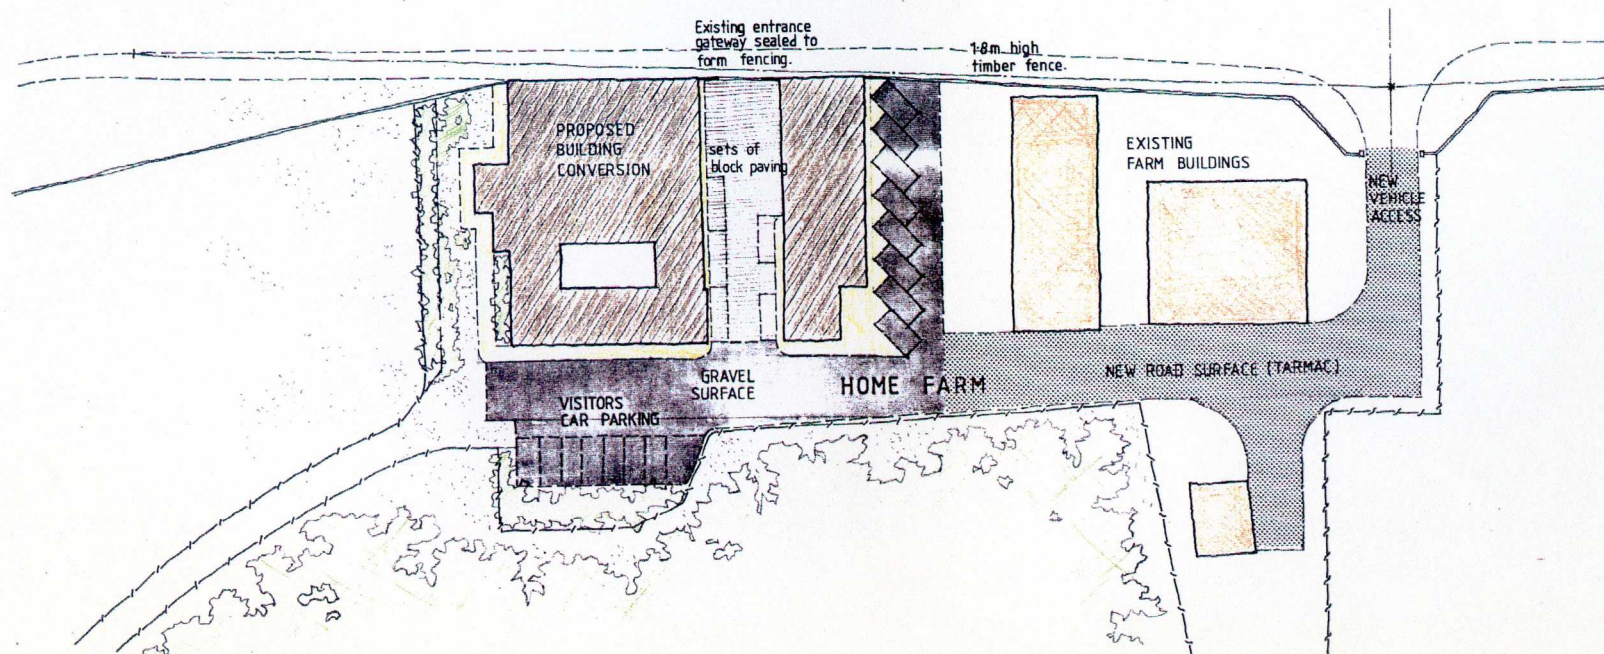 Existing entrance
gateway sealed to
form fencing.
1·8m high
timber fence.
PROPOSED
BUILDING
CONVERSION
sets of
block paving
EXISTING
FARM BUILDINGS
NEW
VEHICLE
ACCESS
GRAVEL
SURFACE
HOME FARM
NEW ROAD SURFACE (TARMAC)
VISITORS
CAR PARKING